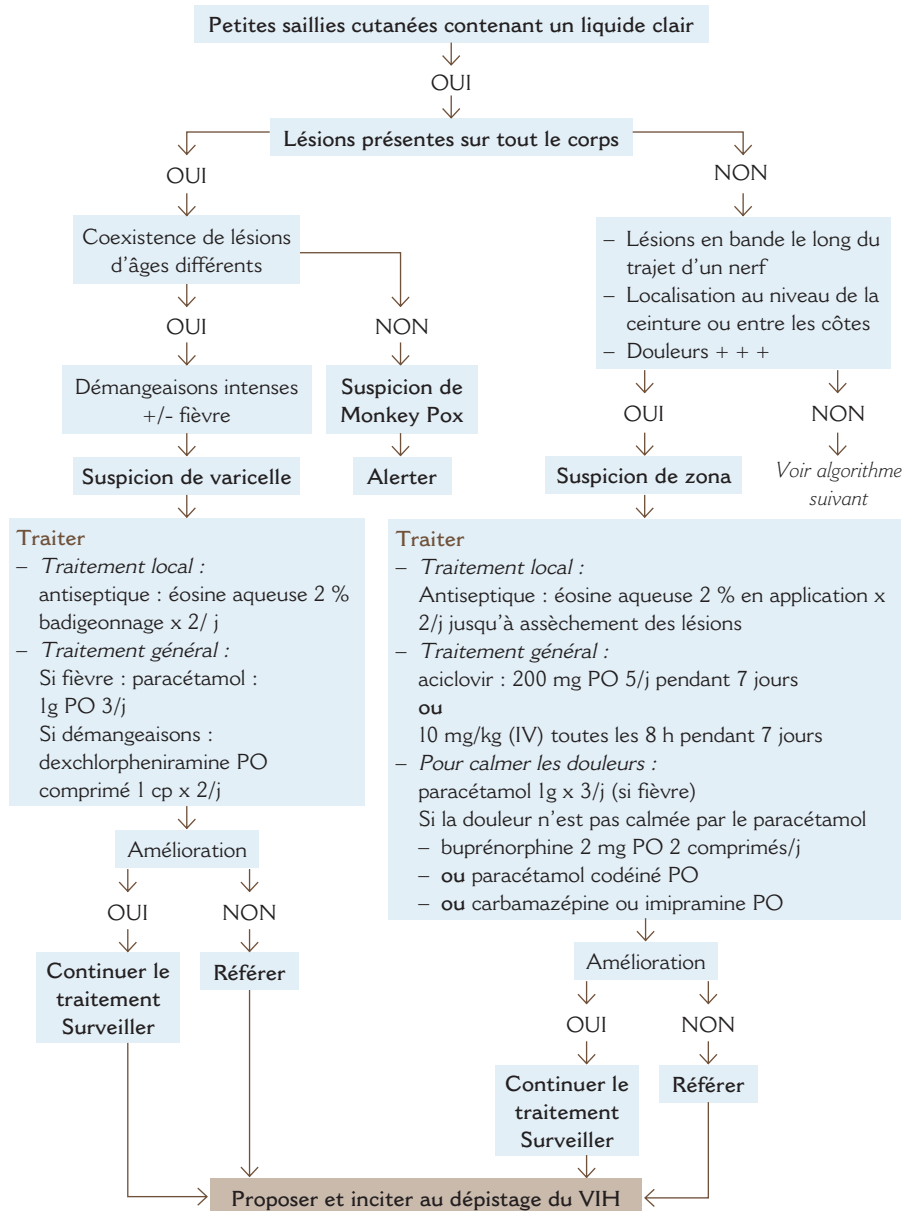 Petites saillies cutanées contenant un liquide clair
OUI
Lésions présentes sur tout le corps
OUI
NON
Coexistence de lésions
d'âges différents
OUI
NON
Démangeaisons intenses
+/- fièvre
Suspicion de
Monkey Pox
Suspicion de varicelle
Alerter
– Lésions en bande le long du
trajet d'un nerf
– Localisation au niveau de la
ceinture ou entre les côtes
– Douleurs + + +
OUI
NON
Suspicion de zona
Voir algorithme
suivant
Traiter
– Traitement local :
antiseptique : éosine aqueuse 2 %
badigeonnage x 2/ j
– Traitement général :
Si fièvre : paracétamol :
1g PO 3/j
Si démangeaisons :
dexchlorpheniramine PO
comprimé 1 cp x 2/j
Amélioration
OUI
NON
Continuer le
traitement
Surveiller
Référer
Traiter
– Traitement local :
Antiseptique : éosine aqueuse 2 % en application x
2/j jusqu'à assèchement des lésions
– Traitement général :
aciclovir : 200 mg PO 5/j pendant 7 jours
ou
10 mg/kg (IV) toutes les 8 h pendant 7 jours
– Pour calmer les douleurs :
paracétamol 1g x 3/j (si fièvre)
Si la douleur n'est pas calmée par le paracétamol
– buprénorphine 2 mg PO 2 comprimés/j
– ou paracétamol codéiné PO
– ou carbamazépine ou imipramine PO
Amélioration
OUI
NON
Continuer le
traitement
Surveiller
Référer
Proposer et inciter au dépistage du VIH